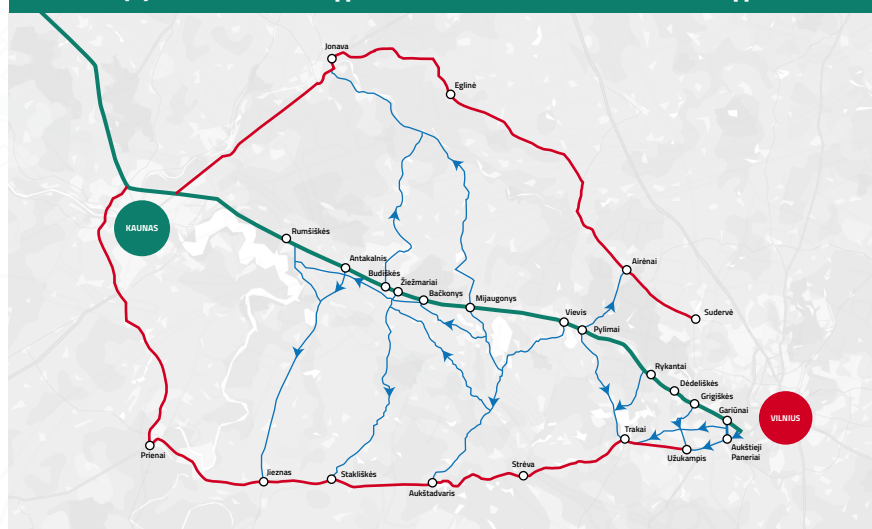 Jonava
Eglinė
KAUNAS
Rumšiškės
Antakalnis
Budiškės
Žiežmariai
Bačkonys
Mijaugonys
Airėnai
Sudervė
Vievis
Pylimai
Rykantai
Dėdeliškės
Grigiškės
Gariūnai
VILNIUS
Trakai
Užukampis
Aukštieji
Paneriai
Prienai
Jieznas
Stakliškės
Aukštadvaris
Strėva